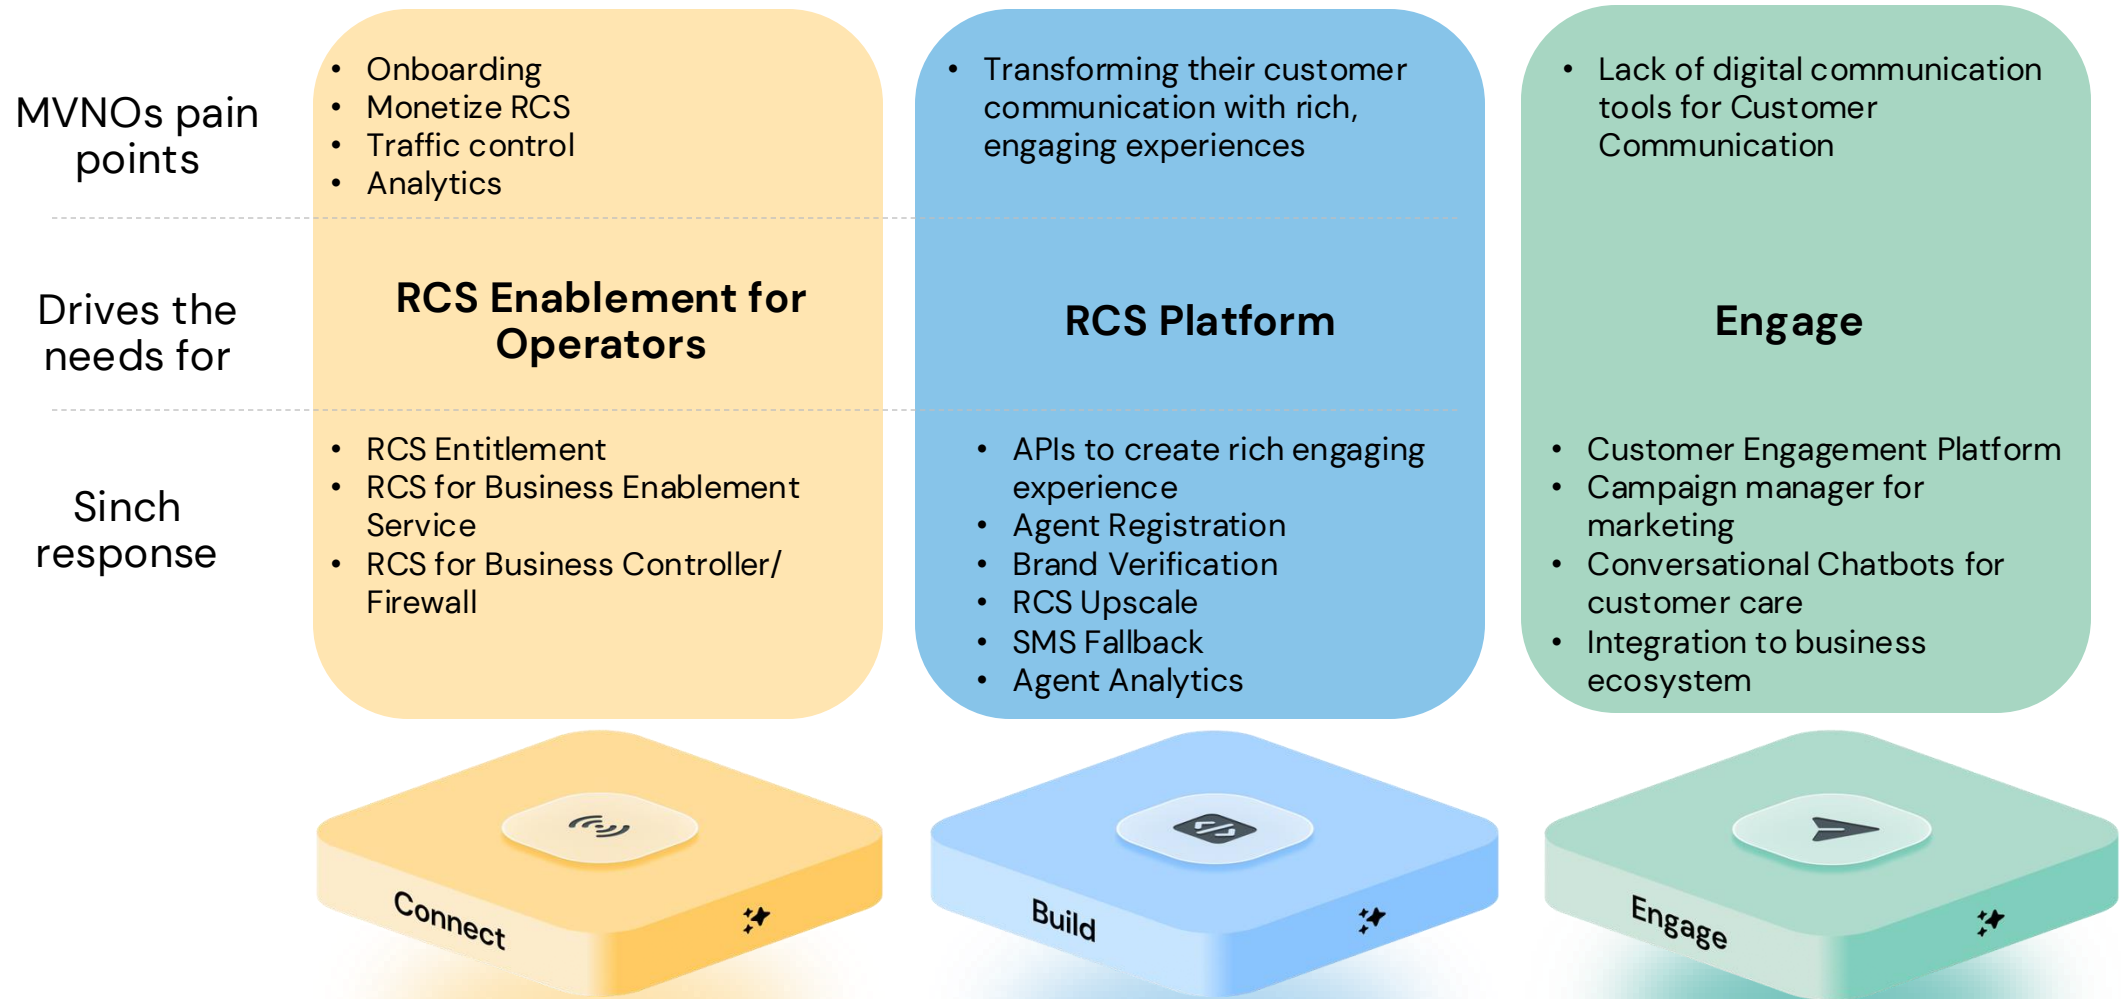 MVNOs pain
points
• Onboarding
• Monetize RCS
• Traffic control
• Analytics
• Transforming their customer
communication with rich,
engaging experiences
• Lack of digital communication
tools for Customer
Communication
Drives the
needs for
RCS Enablement for
Operators
RCS Platform
Engage
Sinch
response
• RCS Entitlement
• RCS for Business Enablement
Service
• RCS for Business Controller/
Firewall
• APIs to create rich engaging
experience
• Agent Registration
• Brand Verification
• RCS Upscale
• SMS Fallback
• Agent Analytics
• Customer Engagement Platform
• Campaign manager for
marketing
• Conversational Chatbots for
customer care
• Integration to business
ecosystem
Connect
Build
Engage